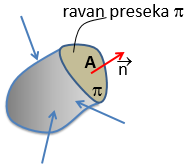 ravan preseka π
A
n
π